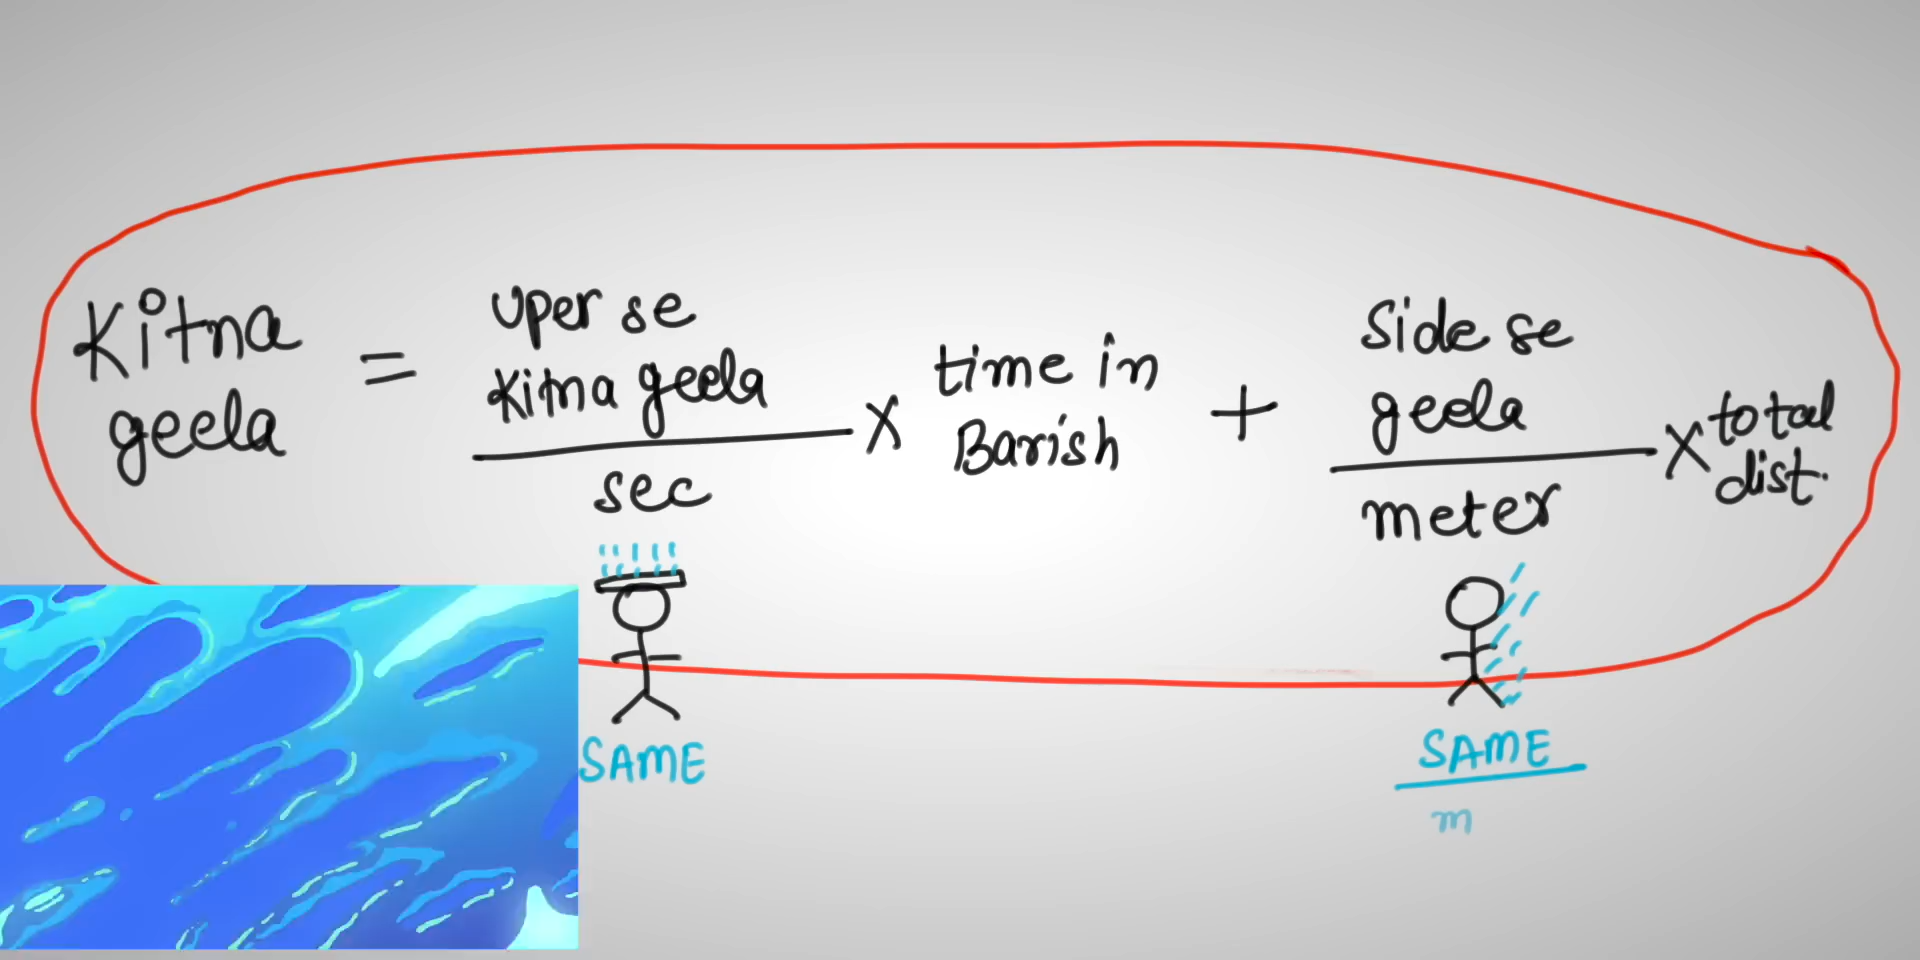 Kitna
geela
=
Uper se
Kitna geela
sec
X
time in
Barish
+
Side se
geela
meter
X
total
dist.
SAME
SAME
m